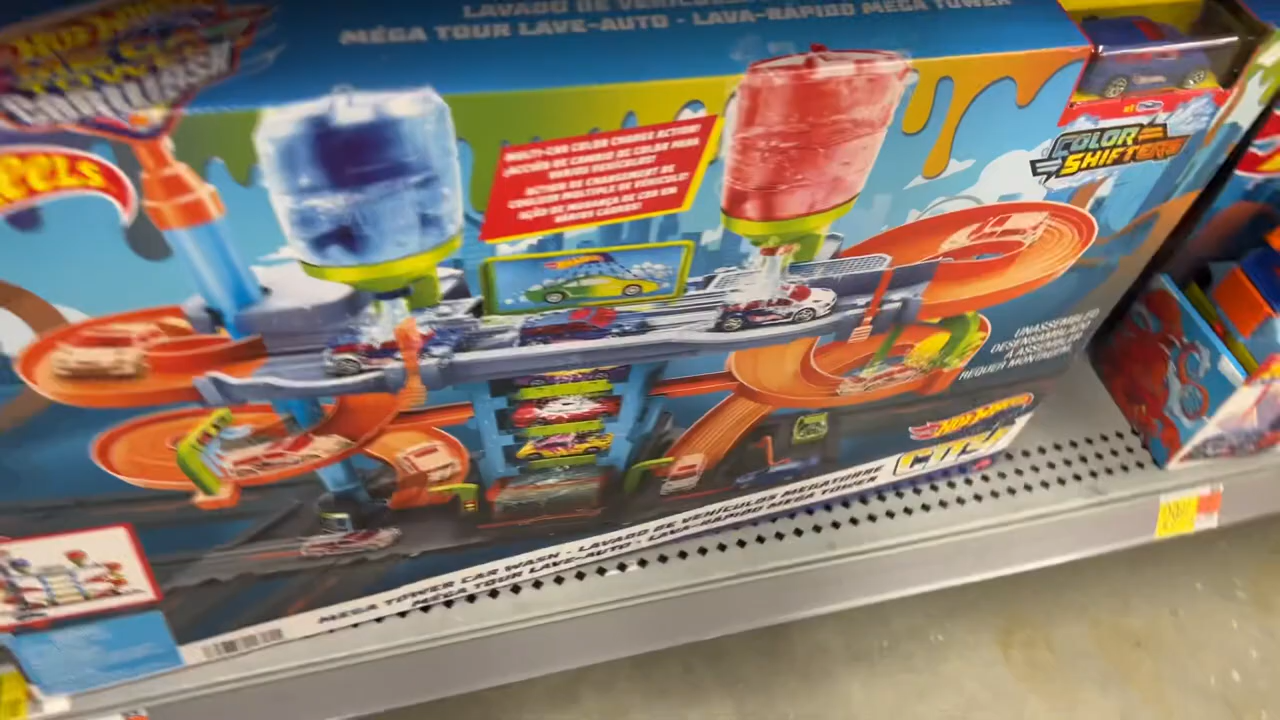 LAVADO DE VEHÍCULOS
MÉGA TOUR LAVE-AUTO · LAVA-RÁPIDO MEGA TOWER
CAR WASH
MULTI-CAR COLOR CHANGE ACTION!
¡ACCIÓN DE CAMBIO DE COLOR PARA
VARIOS VEHÍCULOS!
ACTION DE CHANGEMENT DE
COULEUR MULTIPLE DE VÉHICULE!
AÇÃO DE MUDANÇA DE COR EM
VÁRIOS CARROS!
COLOR
SHIFTERS
UNASSEMBLED
DESENSAMBLADO
À ASSEMBLER
REQUER MONTAGEM
HOT WHEELS
CITY
MEGA TOWER CAR WASH · LAVADO DE VEHÍCULOS MEGATORRE
MÉGA TOUR LAVE-AUTO · LAVA-RÁPIDO MEGA TOWER